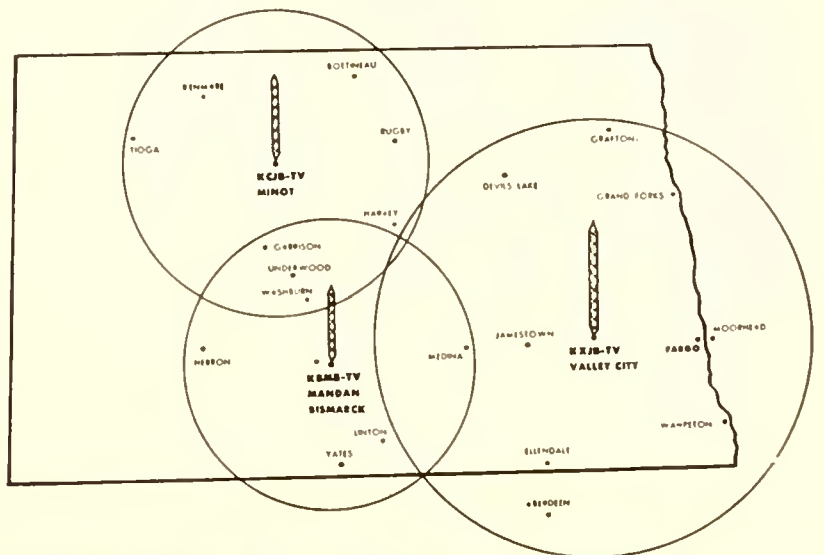 BOTTINEAU
KENMARE
TIOGA
RUGBY
KCJB-TV
MINOT
GRAFTON
DEVILS LAKE
GRAND FORKS
HARVEY
GARRISON
UNDERWOOD
WASHBURN
HEBRON
KBMB-TV
MANDAN
BISMARCK
MEDINA
JAMESTOWN
KXJB-TV
VALLEY CITY
FARGO
MOORHEAD
LINTON
YATES
WAHPETON
ELLENDALE
ABERDEEN